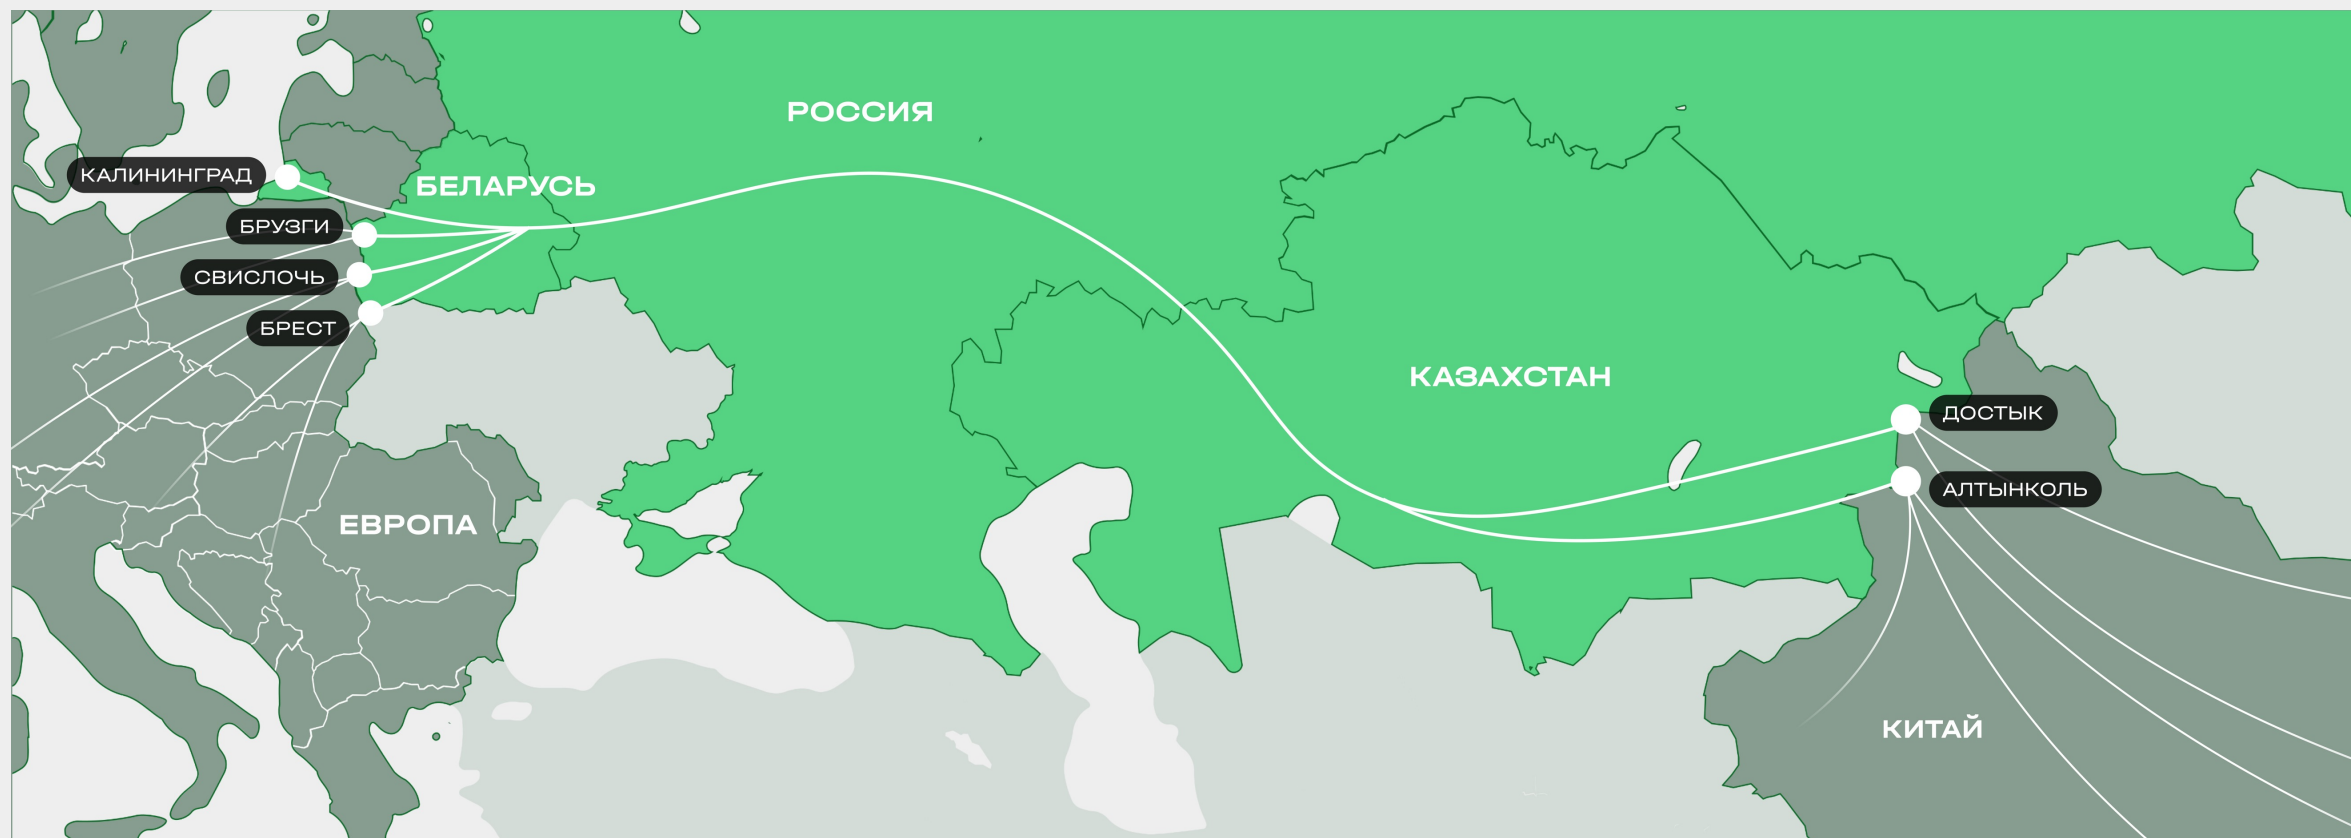 РОССИЯ
КАЛИНИНГРАД
БЕЛАРУСЬ
БРУЗГИ
СВИСЛОЧЬ
БРЕСТ
КАЗАХСТАН
ДОСТЫК
АЛТЫНКОЛЬ
ЕВРОПА
КИТАЙ